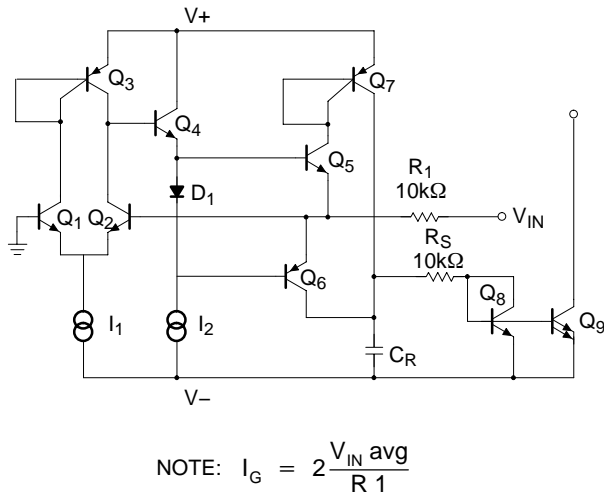 V+
Q3
Q7
Q4
Q5
R1
10kΩ
D1
Q1
Q2
VIN
RS
10kΩ
Q6
Q8
Q9
I1
I2
CR
V–
NOTE: IG = 2 VIN avg / R 1